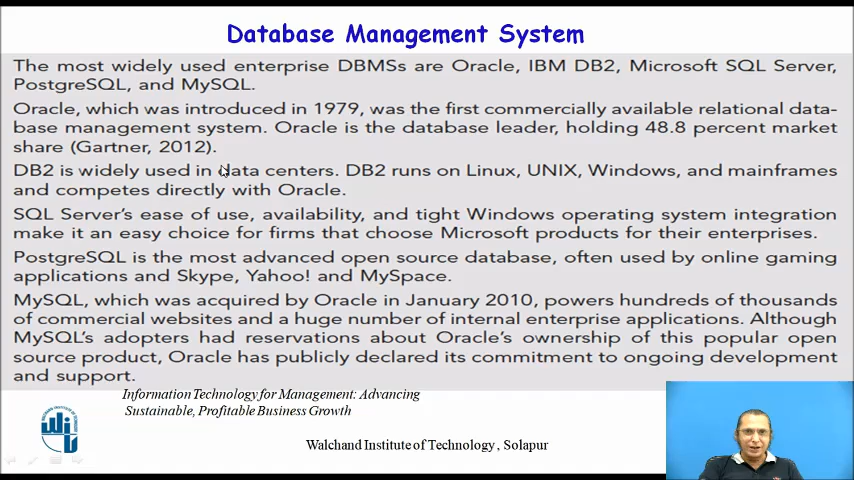 Database Management System
The most widely used enterprise DBMSs are Oracle, IBM DB2, Microsoft SQL Server,
PostgreSQL, and MySQL.
Oracle, which was introduced in 1979, was the first commercially available relational data-
base management system. Oracle is the database leader, holding 48.8 percent market
share (Gartner, 2012).
DB2 is widely used in data centers. DB2 runs on Linux, UNIX, Windows, and mainframes
and competes directly with Oracle.
SQL Server's ease of use, availability, and tight Windows operating system integration
make it an easy choice for firms that choose Microsoft products for their enterprises.
PostgreSQL is the most advanced open source database, often used by online gaming
applications and Skype, Yahoo! and MySpace.
MySQL, which was acquired by Oracle in January 2010, powers hundreds of thousands
of commercial websites and a huge number of internal enterprise applications. Although
MySQL's adopters had reservations about Oracle's ownership of this popular open
source product, Oracle has publicly declared its commitment to ongoing development
and support.
Information Technology for Management: Advancing
Sustainable, Profitable Business Growth
Walchand Institute of Technology, Solapur